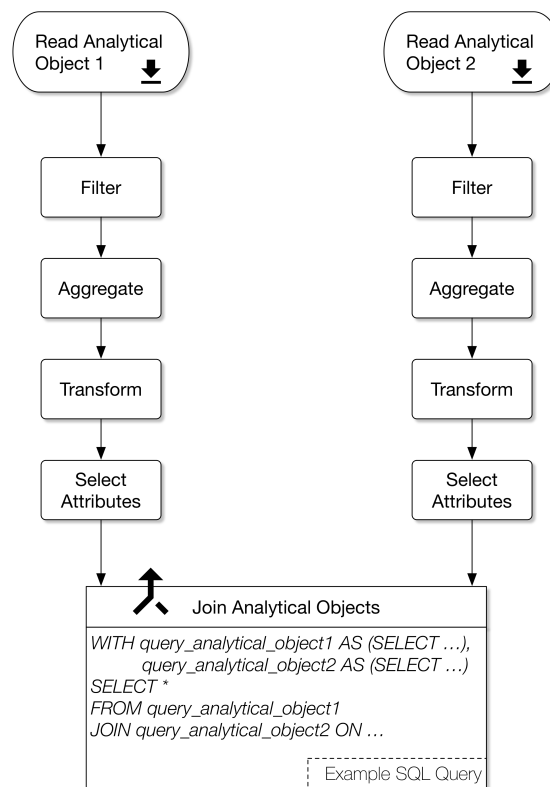 Read Analytical
Object 1
Read Analytical
Object 2
Filter
Filter
Aggregate
Aggregate
Transform
Transform
Select
Attributes
Select
Attributes
Join Analytical Objects
WITH query_analytical_object1 AS (SELECT …),
query_analytical_object2 AS (SELECT …)
SELECT *
FROM query_analytical_object1
JOIN query_analytical_object2 ON …
Example SQL Query